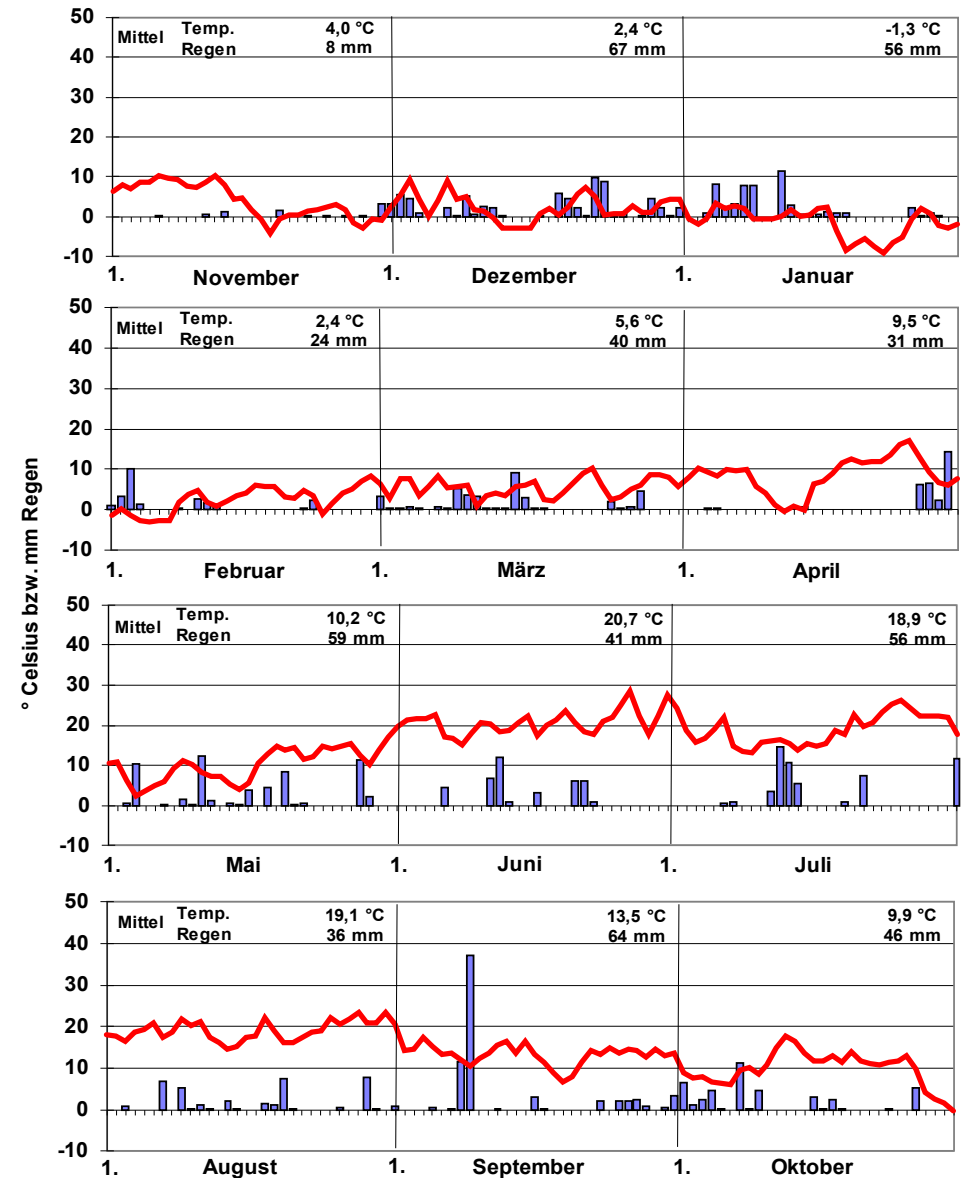 ° Celsius bzw. mm Regen
50
40
30
20
10
0
-10
Mittel Temp. 4,0 °C 2,4 °C -1,3 °C
Regen 8 mm 67 mm 56 mm
1. November 1. Dezember 1. Januar
50
40
30
20
10
0
-10
Mittel Temp. 2,4 °C 5,6 °C 9,5 °C
Regen 24 mm 40 mm 31 mm
1. Februar 1. März 1. April
50
40
30
20
10
0
-10
Mittel Temp. 10,2 °C 20,7 °C 18,9 °C
Regen 59 mm 41 mm 56 mm
1. Mai 1. Juni 1. Juli
50
40
30
20
10
0
-10
Mittel Temp. 19,1 °C 13,5 °C 9,9 °C
Regen 36 mm 64 mm 46 mm
1. August 1. September 1. Oktober